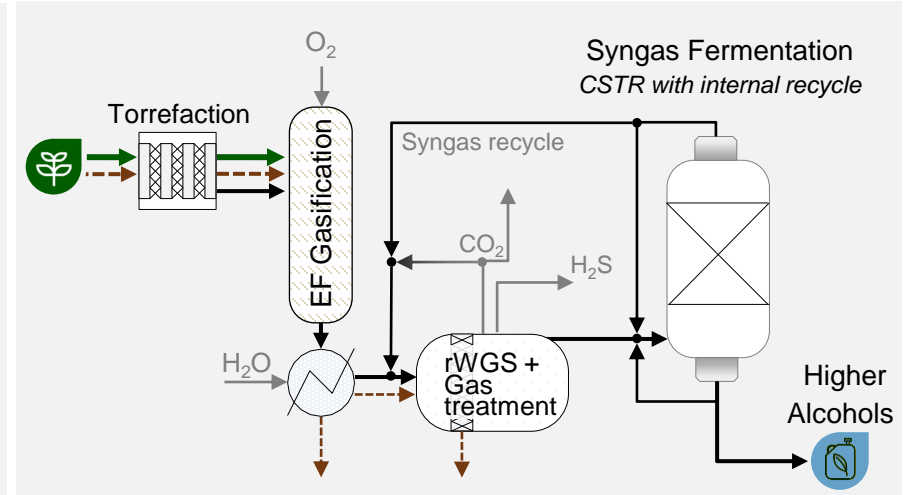 Syngas Fermentation
CSTR with internal recycle
O₂
Torrefaction
Syngas recycle
EF Gasification
CO₂
H₂S
H₂O
rWGS +
Gas
treatment
Higher
Alcohols